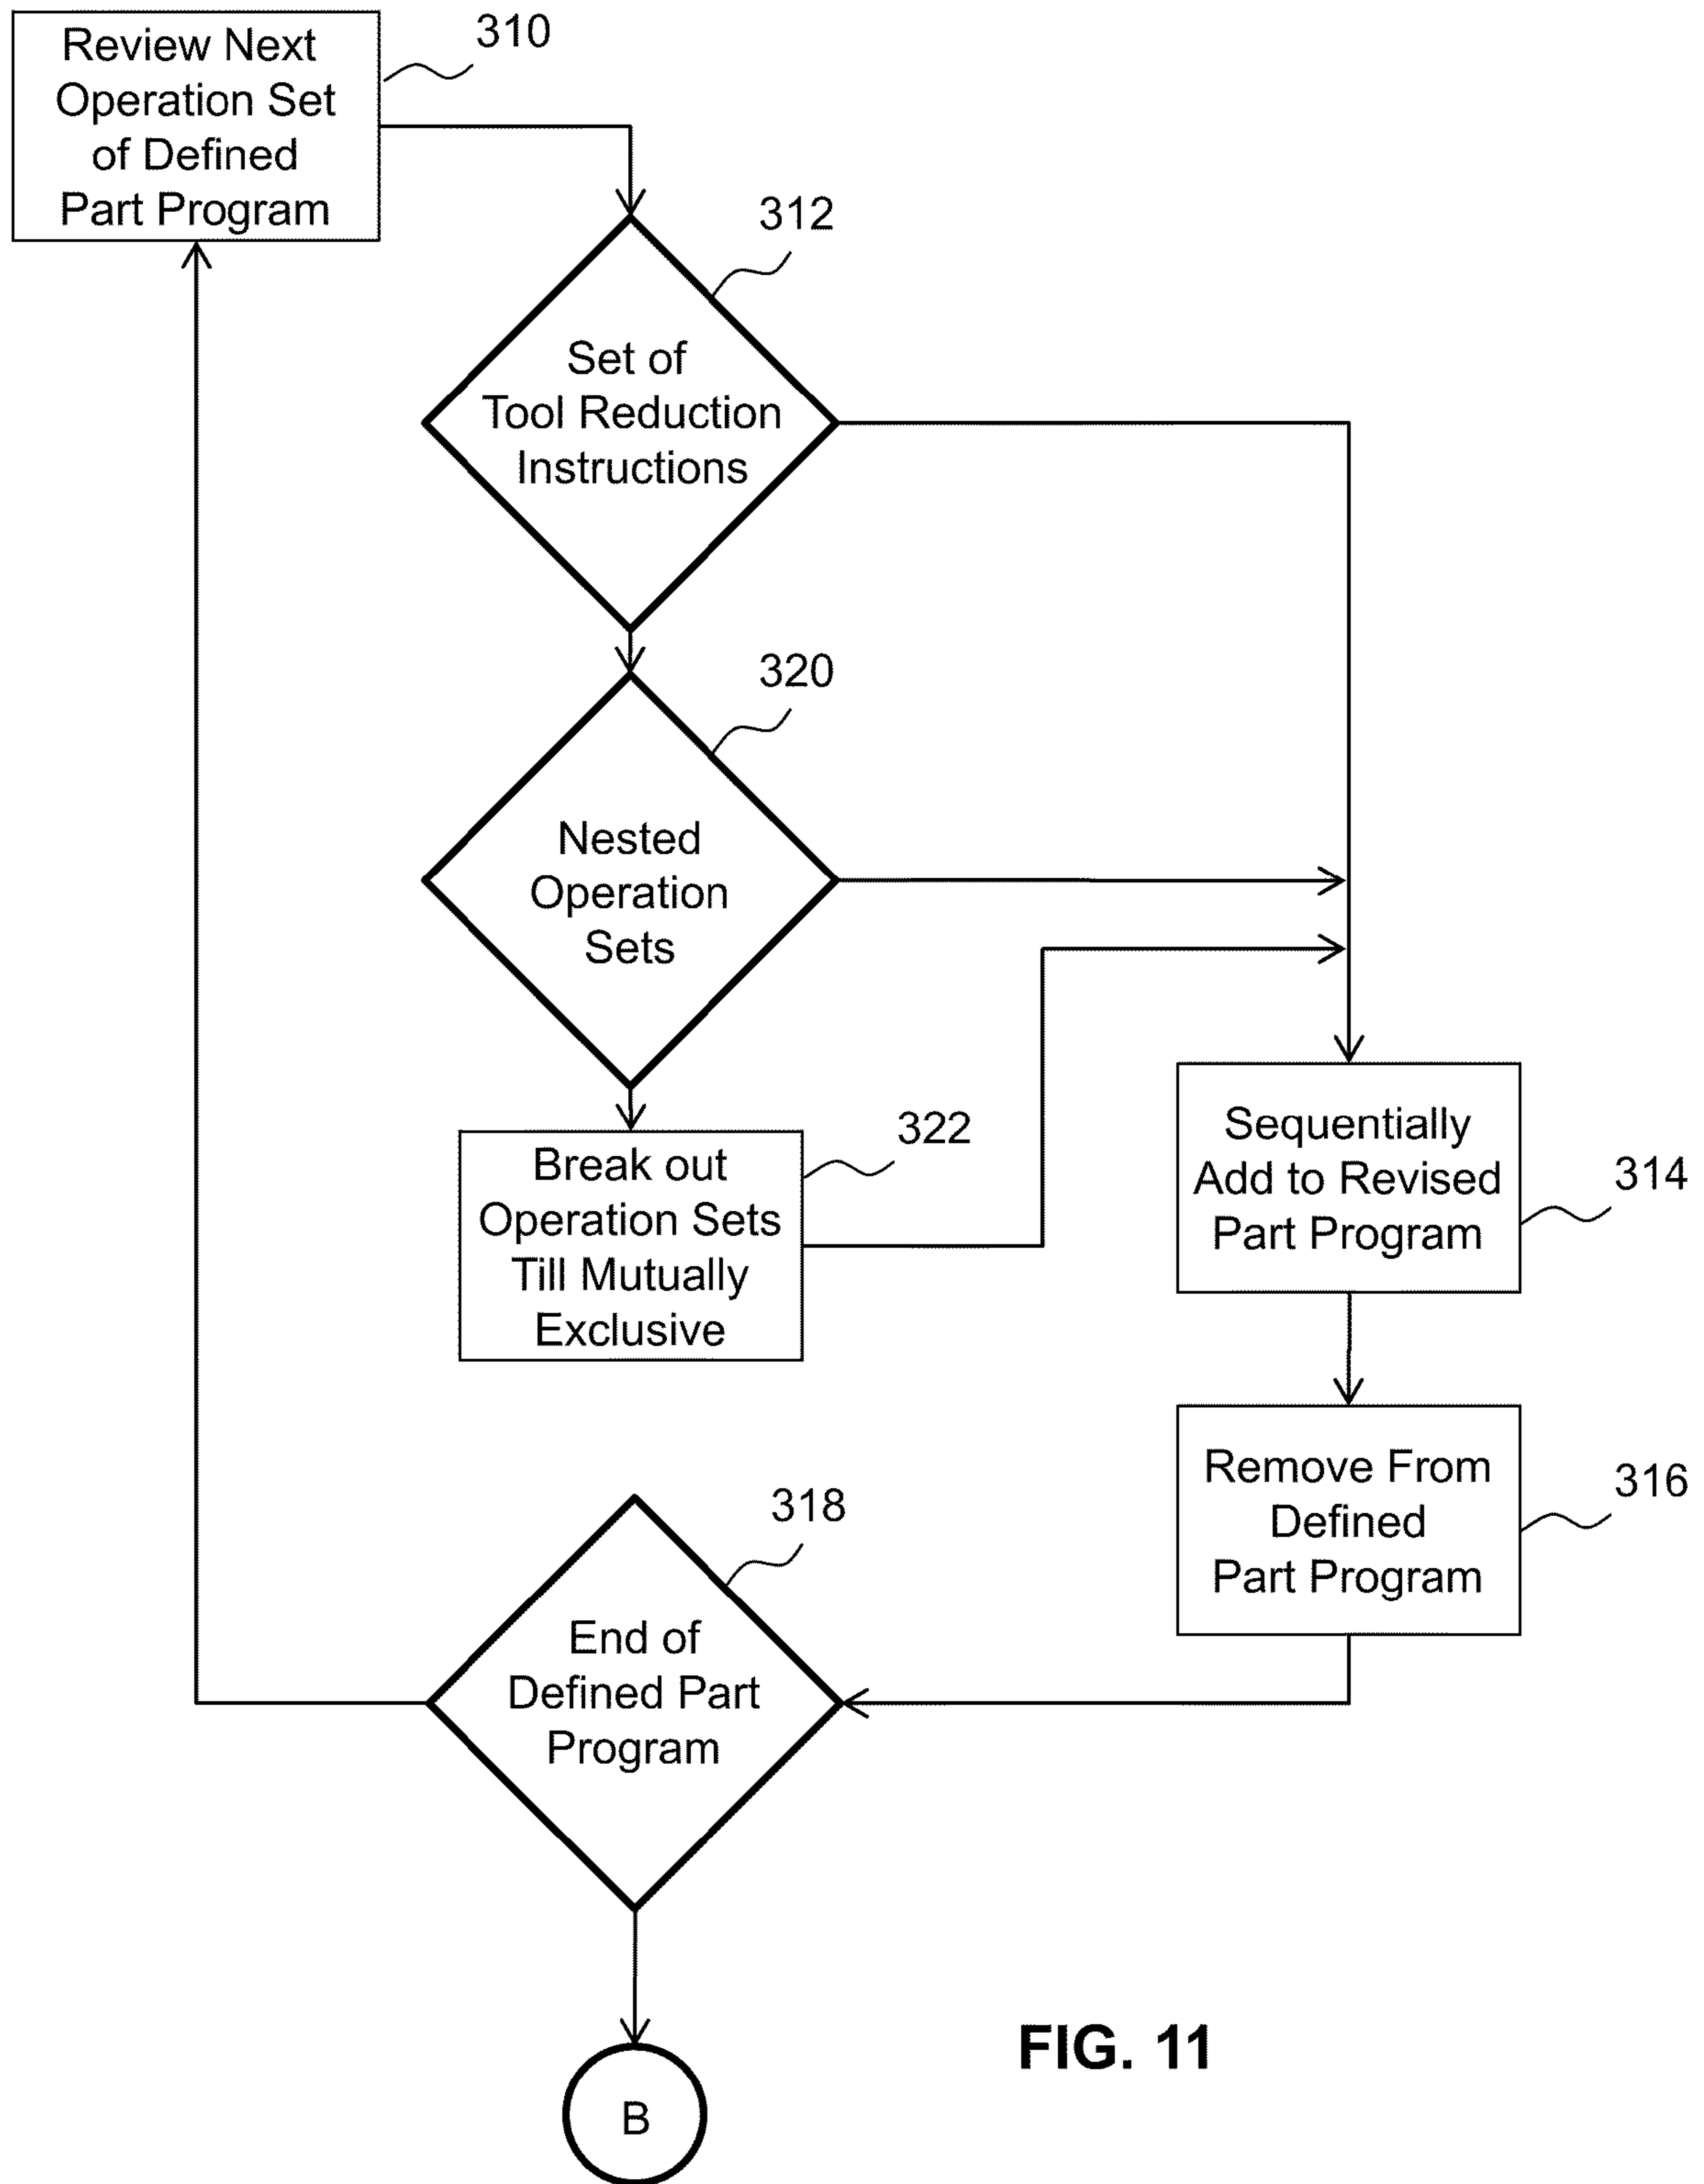 Review Next
Operation Set
of Defined
Part Program
310
312
Set of
Tool Reduction
Instructions
320
Nested
Operation
Sets
322
Break out
Operation Sets
Till Mutually
Exclusive
Sequentially
Add to Revised
Part Program
314
Remove From
Defined
Part Program
316
318
End of
Defined Part
Program
B
FIG. 11